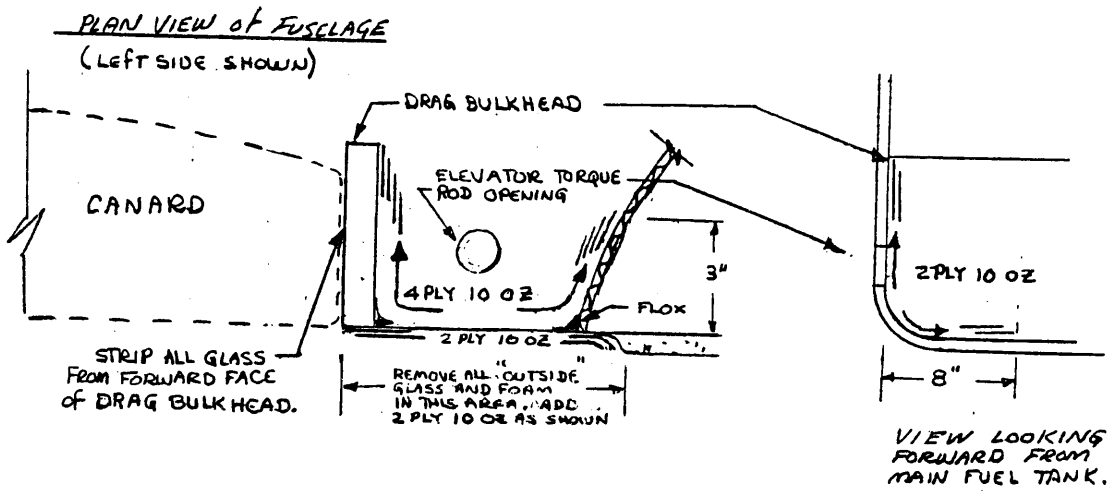 PLAN VIEW of FUSELAGE
(LEFT SIDE SHOWN)
DRAG BULKHEAD
ELEVATOR TORQUE
ROD OPENING
CANARD
4 PLY 10 OZ
3"
FLOX
2 PLY 10 OZ
STRIP ALL GLASS
FROM FORWARD FACE
of DRAG BULKHEAD.
REMOVE ALL "OUTSIDE"
GLASS AND FOAM
IN THIS AREA. ADD
2 PLY 10 OZ AS SHOWN
2 PLY 10 OZ
8"
VIEW LOOKING
FORWARD FROM
MAIN FUEL TANK.